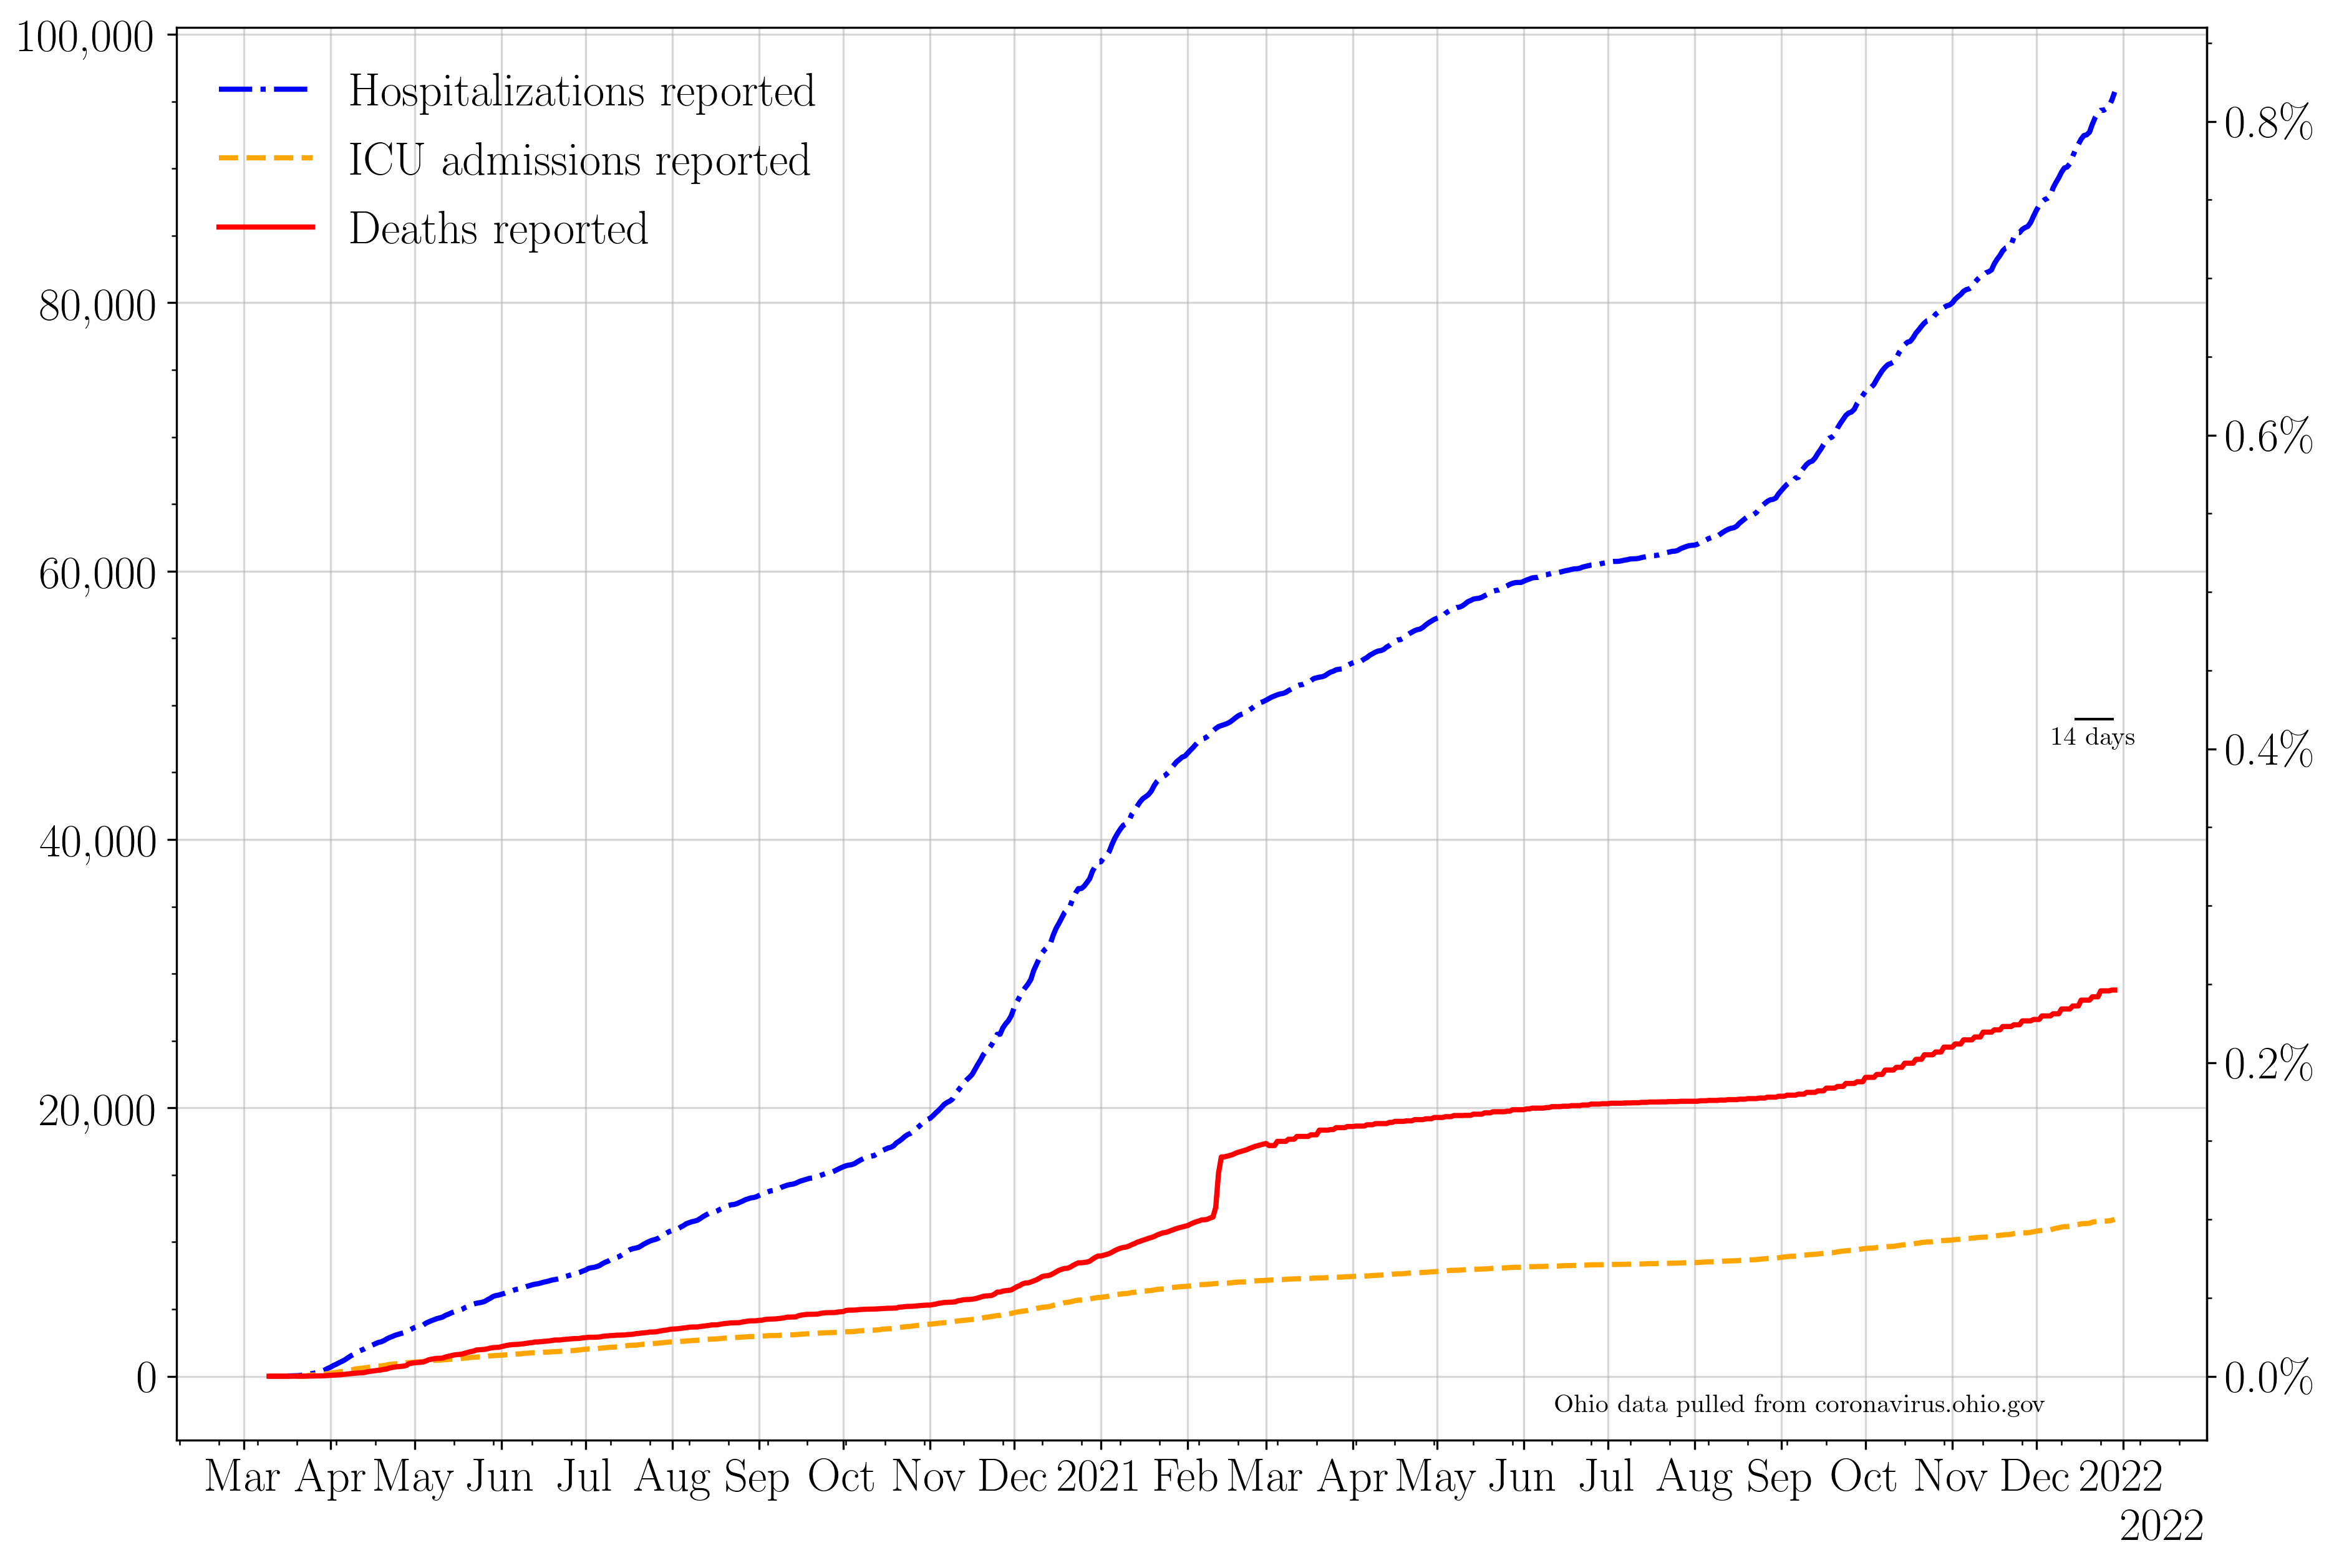 100,000
80,000
60,000
40,000
20,000
0
Hospitalizations reported
ICU admissions reported
Deaths reported
0.8%
0.6%
0.4%
0.2%
0.0%
14 days
Ohio data pulled from coronavirus.ohio.gov
Mar Apr May Jun Jul Aug Sep Oct Nov Dec 2021 Feb Mar Apr May Jun Jul Aug Sep Oct Nov Dec 2022
2022